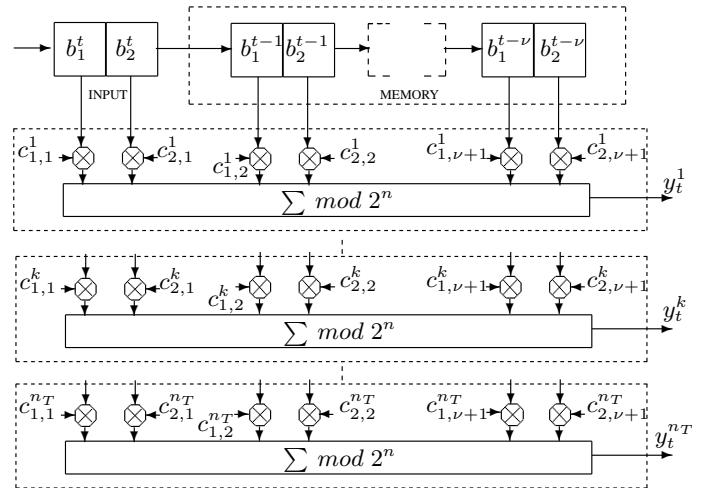 b_1^t b_2^t b_1^{t-1} b_2^{t-1} b_1^{t-ν} b_2^{t-ν}
INPUT MEMORY
c_{1,1}^1 c_{2,1}^1 c_{1,2}^1 c_{2,2}^1 c_{1,ν+1}^1 c_{2,ν+1}^1
∑ mod 2^n y_t^1
c_{1,1}^k c_{2,1}^k c_{1,2}^k c_{2,2}^k c_{1,ν+1}^k c_{2,ν+1}^k
∑ mod 2^n y_t^k
c_{1,1}^{n_T} c_{2,1}^{n_T} c_{1,2}^{n_T} c_{2,2}^{n_T} c_{1,ν+1}^{n_T} c_{2,ν+1}^{n_T}
∑ mod 2^n y_t^{n_T}